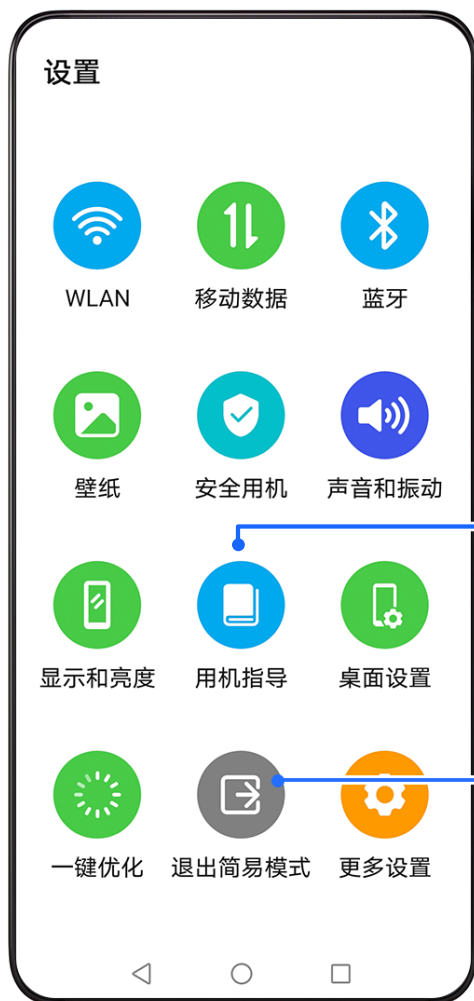 设置
WLAN
移动数据
蓝牙
壁纸
安全用机
声音和振动
显示和亮度
用机指导
桌面设置
一键优化
退出简易模式
更多设置